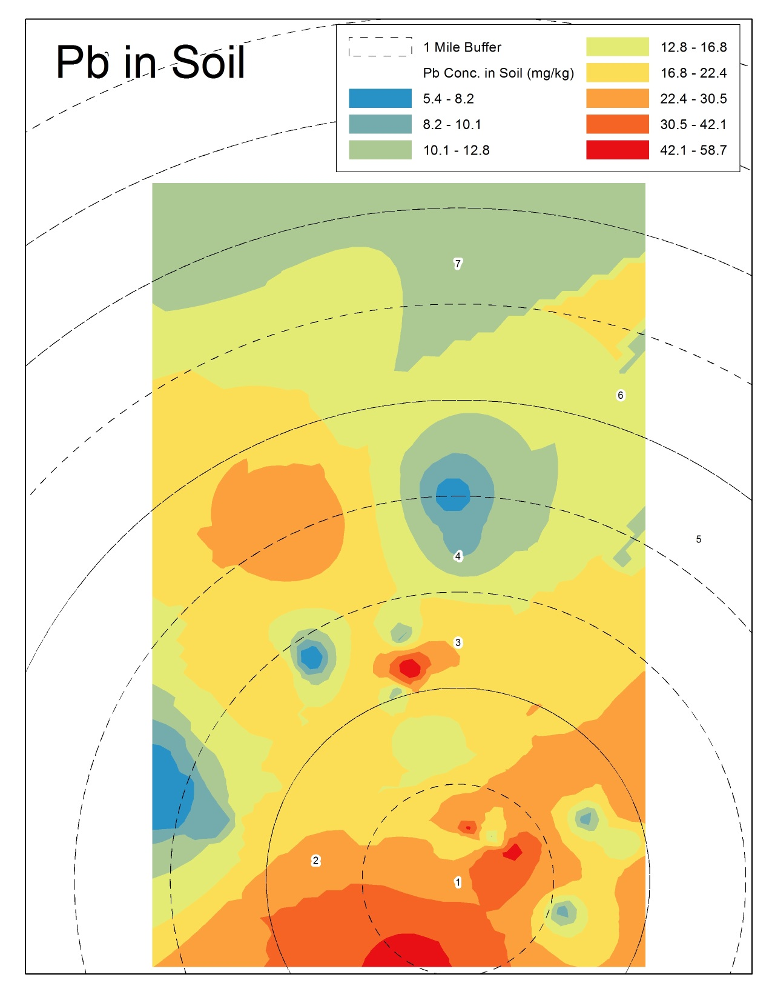 Pb in Soil
1 Mile Buffer
Pb Conc. in Soil (mg/kg)
5.4 - 8.2
8.2 - 10.1
10.1 - 12.8
12.8 - 16.8
16.8 - 22.4
22.4 - 30.5
30.5 - 42.1
42.1 - 58.7
7
6
5
4
3
2
1